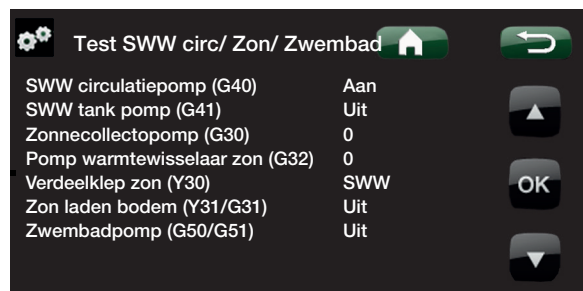 Test SWW circ/ Zon/ Zwembad
SWW circulatiepomp (G40) Aan
SWW tank pomp (G41) Uit
Zonnecollectopomp (G30) 0
Pomp warmtewisselaar zon (G32) 0
Verdeelklep zon (Y30) SWW
Zon laden bodem (Y31/G31) Uit
Zwembadpomp (G50/G51) Uit
OK